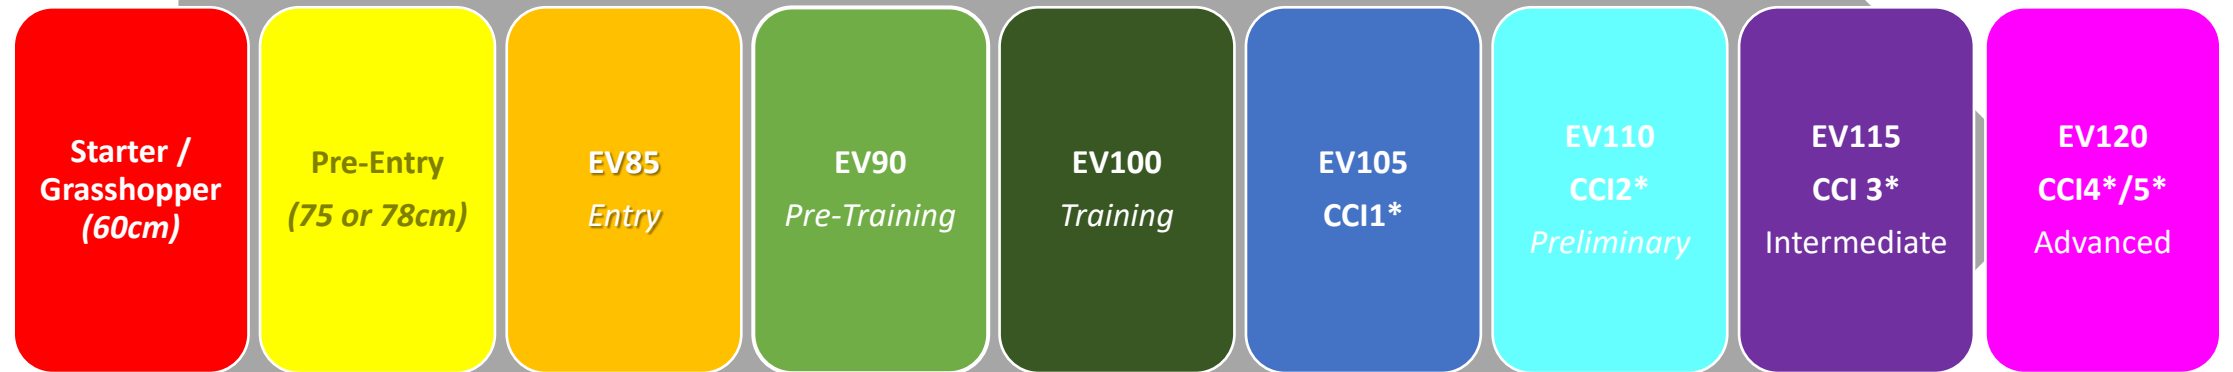 Starter /
Grasshopper
(60cm)
Pre-Entry
(75 or 78cm)
EV85
Entry
EV90
Pre-Training
EV100
Training
EV105
CCI1*
EV110
CCI2*
Preliminary
EV115
CCI 3*
Intermediate
EV120
CCI4*/5*
Advanced